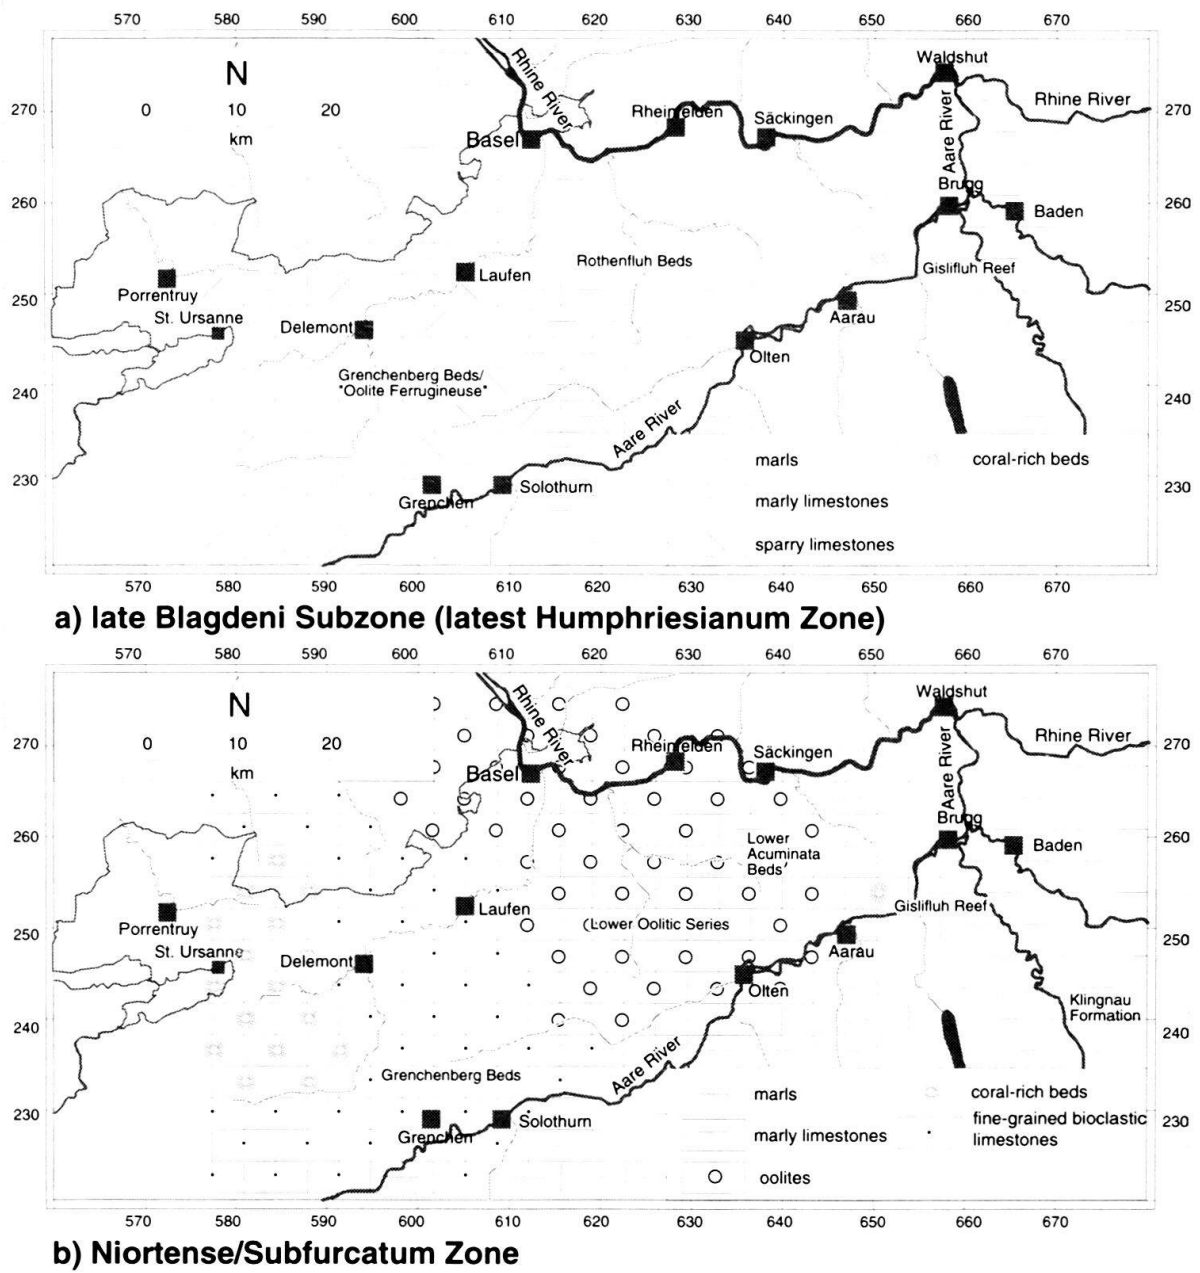 570 580 590 600 610 620 630 640 650 660 670
N
0 10 20
km
270
260
250
240
230
270
260
250
240
230
Waldshut
Rhine River
Rhine River
Rheinfelden
Säckingen
Basel
Aare River
Brugg
Baden
Rothenfluh Beds
Gislifluh Reef
Laufen
Porrentruy
St. Ursanne
Delemont
Aarau
Olten
Grenchenberg Beds/
"Oolite Ferrugineuse"
Aare River
Grenchen
Solothurn
marls
coral-rich beds
marly limestones
sparry limestones
570 580 590 600 610 620 630 640 650 660 670
a) late Blagdeni Subzone (latest Humphriesianum Zone)
570 580 590 600 610 620 630 640 650 660 670
N
0 10 20
km
270
260
250
240
230
270
260
250
240
230
Waldshut
Rhine River
Rhine River
Rheinfelden
Säckingen
Basel
Aare River
Brugg
Baden
Lower
Acuminata
Beds
Gislifluh Reef
Laufen
(Lower Oolitic Series
Porrentruy
St. Ursanne
Delemont
Aarau
Olten
Klingnau
Formation
Grenchenberg Beds
Aare River
Grenchen
Solothurn
marls
coral-rich beds
marly limestones
fine-grained bioclastic
limestones
oolites
570 580 590 600 610 620 630 640 650 660 670
b) Niortense/Subfurcatum Zone